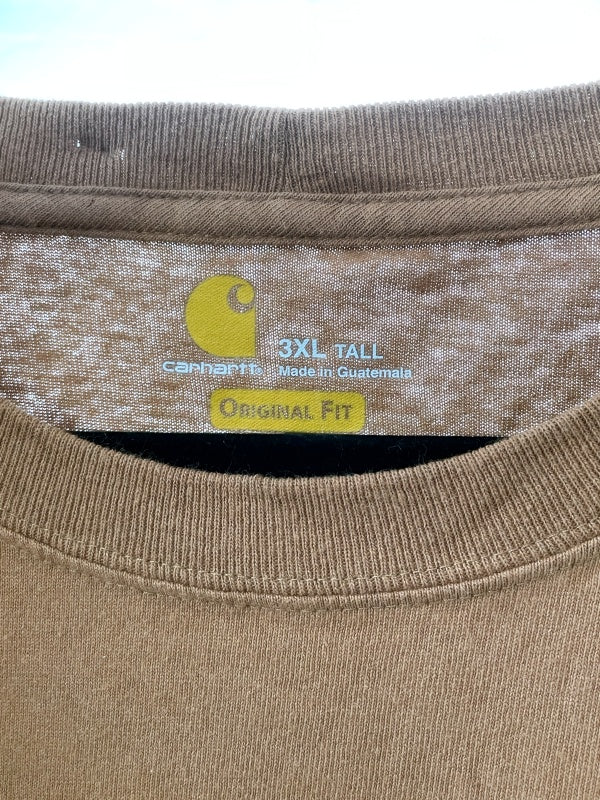 3XL TALL
carhartt
Made in Guatemala
ORIGINAL FIT